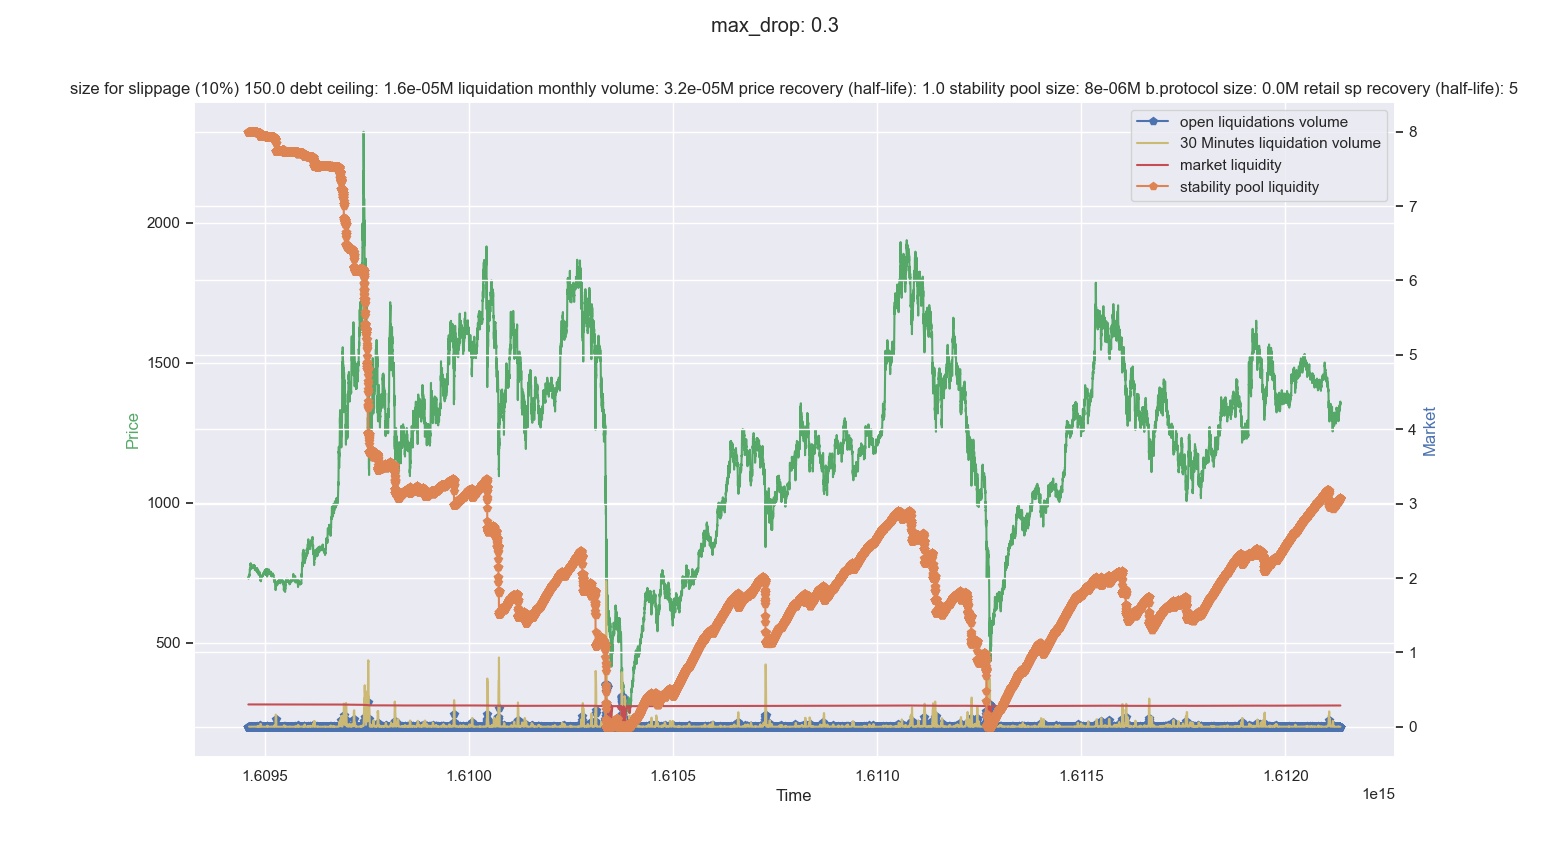 max_drop: 0.3
size for slippage (10%) 150.0 debt ceiling: 1.6e-05M liquidation monthly volume: 3.2e-05M price recovery (half-life): 1.0 stability pool size: 8e-06M b.protocol size: 0.0M retail sp recovery (half-life): 5
open liquidations volume
30 Minutes liquidation volume
market liquidity
stability pool liquidity
2000
1500
1000
500
Price
8
7
6
5
4
3
2
1
0
Market
1.6095 1.6100 1.6105 1.6110 1.6115 1.6120
Time
1e15